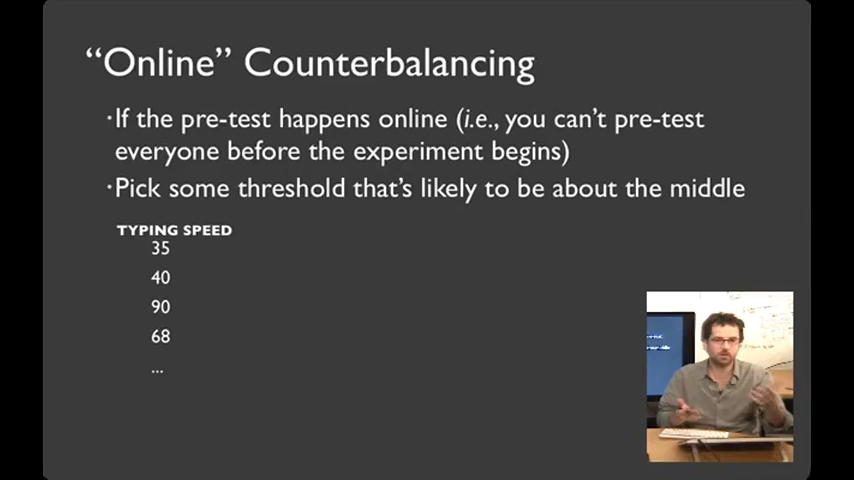 “Online” Counterbalancing
·If the pre-test happens online (i.e., you can’t pre-test
everyone before the experiment begins)
·Pick some threshold that’s likely to be about the middle
TYPING SPEED
35
40
90
68
...